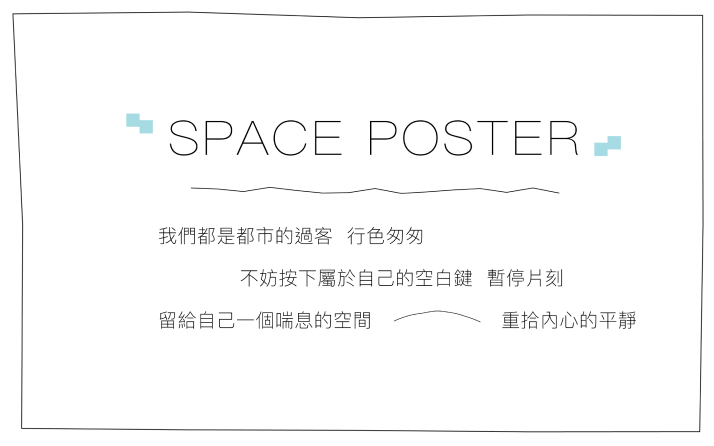 SPACE POSTER
我們都是都市的過客 行色匆匆
不妨按下屬於自己的空白鍵 暫停片刻
留給自己一個喘息的空間 重拾內心的平靜